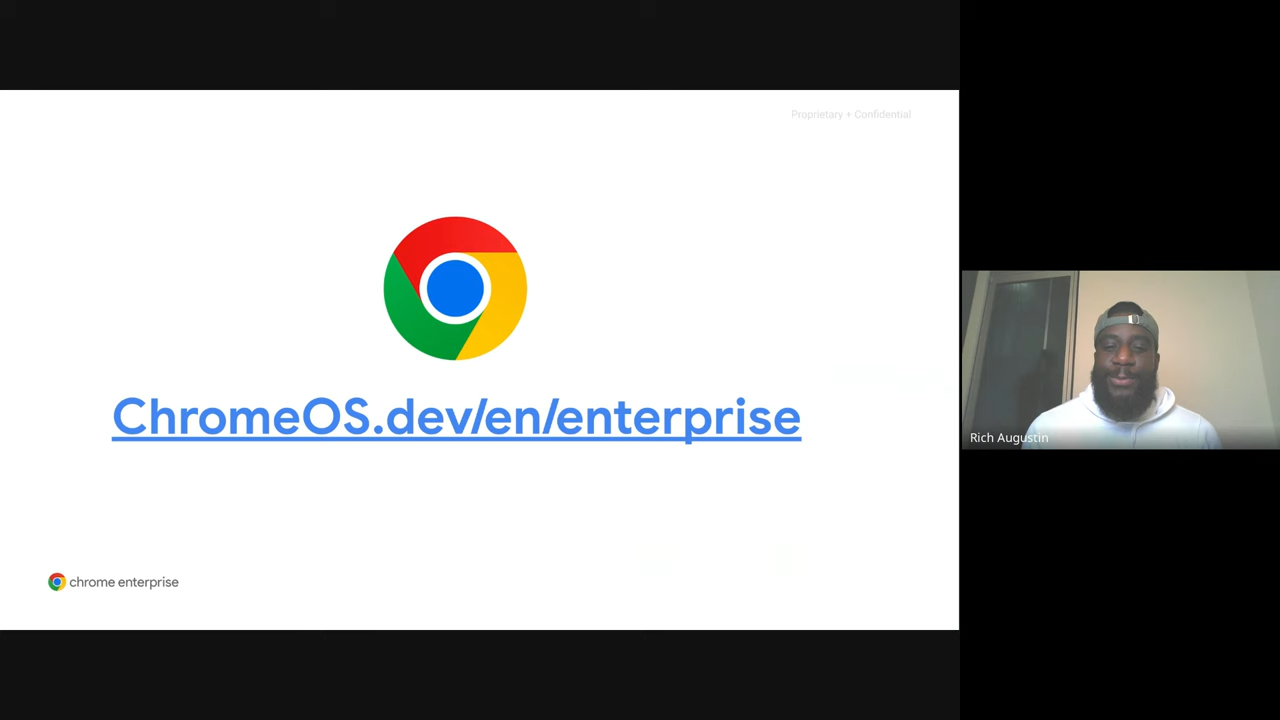 Proprietary + Confidential
ChromeOS.dev/en/enterprise
chrome enterprise
Rich Augustin